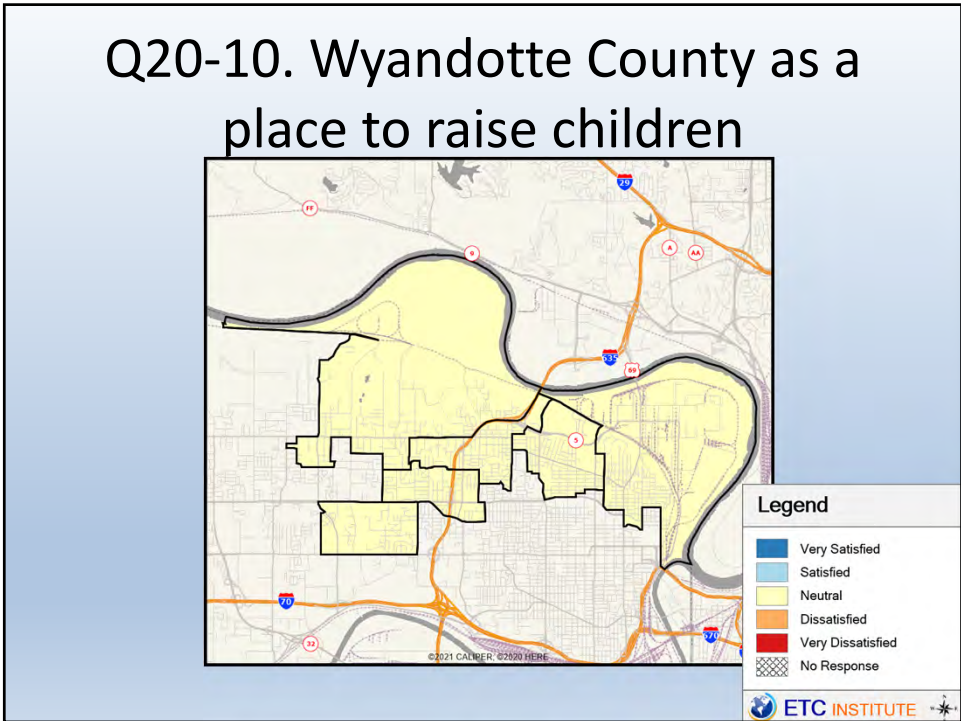 Q20-10. Wyandotte County as a
place to raise children
29
FF
9
A
AA
635
69
5
70
32
©2021 CALIPER, ©2020 HERE
Legend
Very Satisfied
Satisfied
Neutral
Dissatisfied
Very Dissatisfied
No Response
ETC INSTITUTE